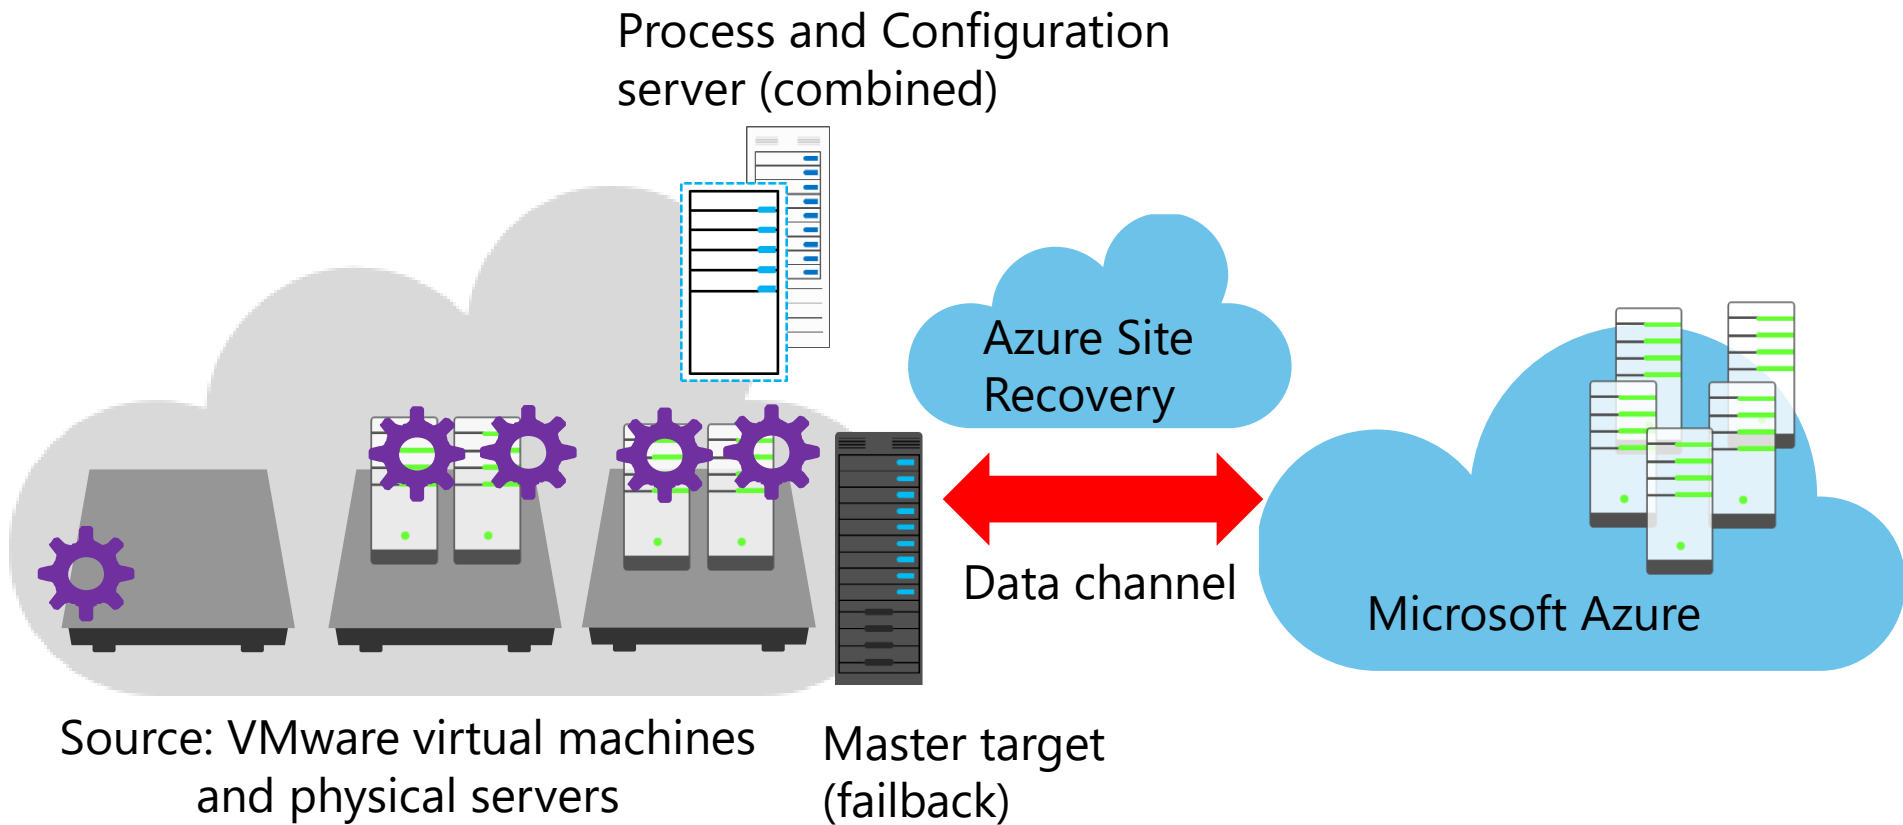 Process and Configuration
server (combined)
Azure Site
Recovery
Data channel
Microsoft Azure
Source: VMware virtual machines
and physical servers
Master target
(failback)